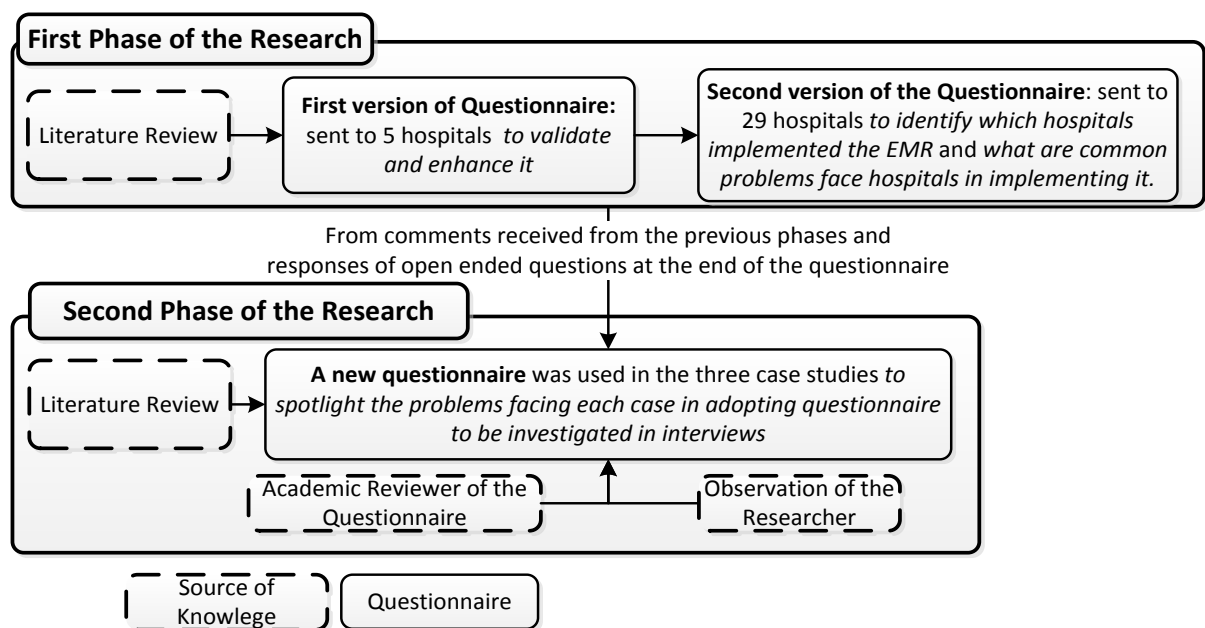 First Phase of the Research
Literature Review
First version of Questionnaire:
sent to 5 hospitals to validate
and enhance it
Second version of the Questionnaire: sent to
29 hospitals to identify which hospitals
implemented the EMR and what are common
problems face hospitals in implementing it.
From comments received from the previous phases and
responses of open ended questions at the end of the questionnaire
Second Phase of the Research
Literature Review
A new questionnaire was used in the three case studies to
spotlight the problems facing each case in adopting questionnaire
to be investigated in interviews
Academic Reviewer of the
Questionnaire
Observation of the
Researcher
Source of
Knowlege
Questionnaire